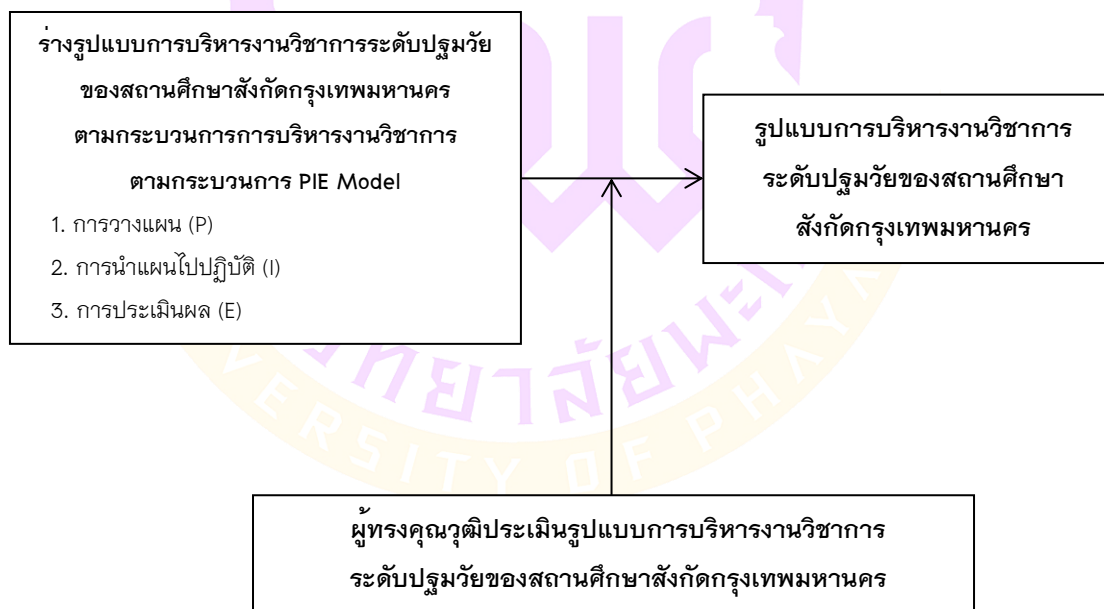 ร่างรูปแบบการบริหารงานวิชาการระดับปฐมวัย
ของสถานศึกษาสังกัดกรุงเทพมหานคร
ตามกระบวนการการบริหารงานวิชาการ
ตามกระบวนการ PIE Model
1. การวางแผน (P)
2. การนำแผนไปปฏิบัติ (I)
3. การประเมินผล (E)
รูปแบบการบริหารงานวิชาการ
ระดับปฐมวัยของสถานศึกษา
สังกัดกรุงเทพมหานคร
ผู้ทรงคุณวุฒิประเมินรูปแบบการบริหารงานวิชาการ
ระดับปฐมวัยของสถานศึกษาสังกัดกรุงเทพมหานคร